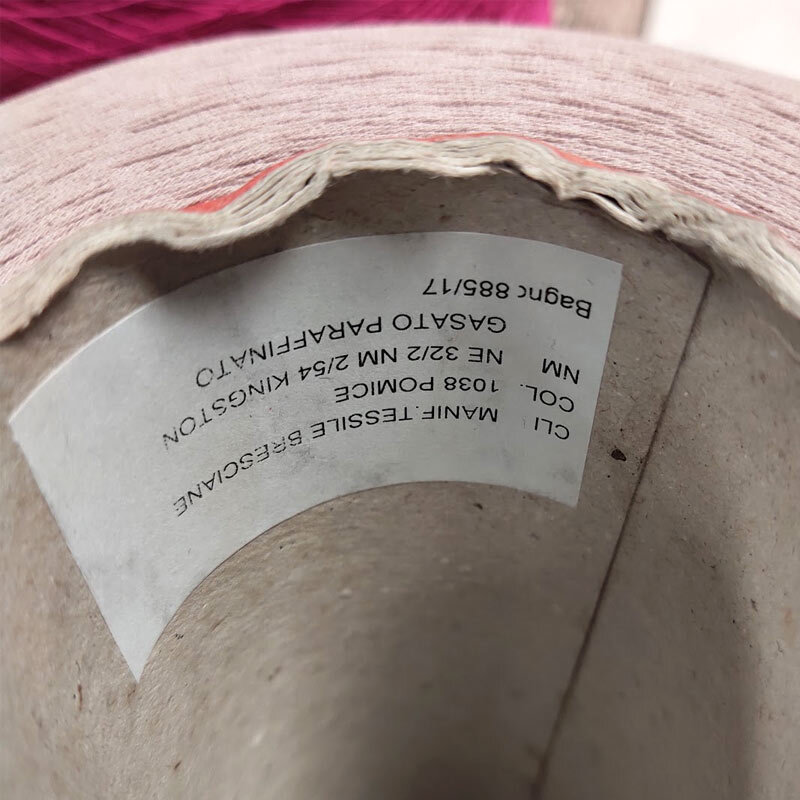 CLI MANIF.TESSILE BRESCIANE
COL. 1038 POMICE
NM NE 32/2 NM 2/54 KINGSTON
GASATO PARAFFINATO
Bagno 885/17